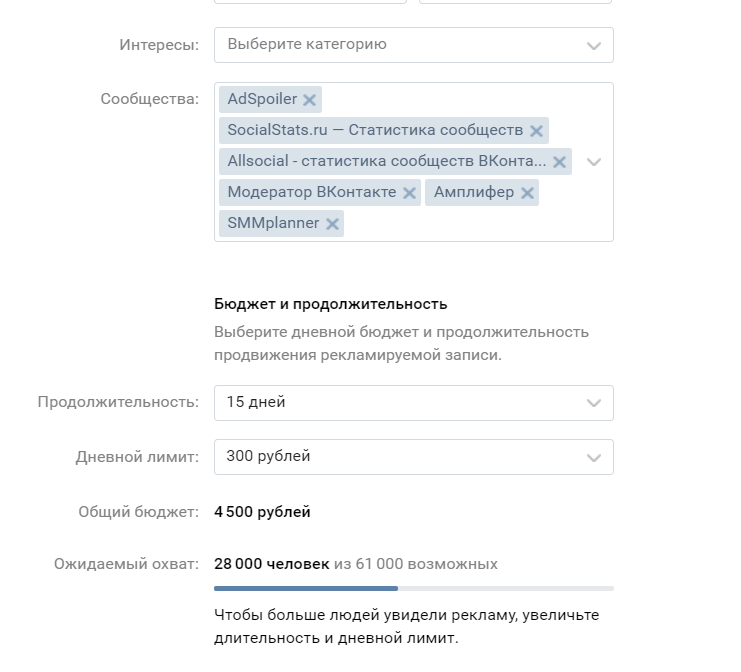 Интересы: Выберите категорию
Сообщества: AdSpoiler
SocialStats.ru — Статистика сообществ
Allsocial - статистика сообществ ВКонта...
Модератор ВКонтакте Амплифер
SMMplanner
Бюджет и продолжительность
Выберите дневной бюджет и продолжительность
продвижения рекламируемой записи.
Продолжительность: 15 дней
Дневной лимит: 300 рублей
Общий бюджет: 4 500 рублей
Ожидаемый охват: 28 000 человек из 61 000 возможных
Чтобы больше людей увидели рекламу, увеличьте
длительность и дневной лимит.